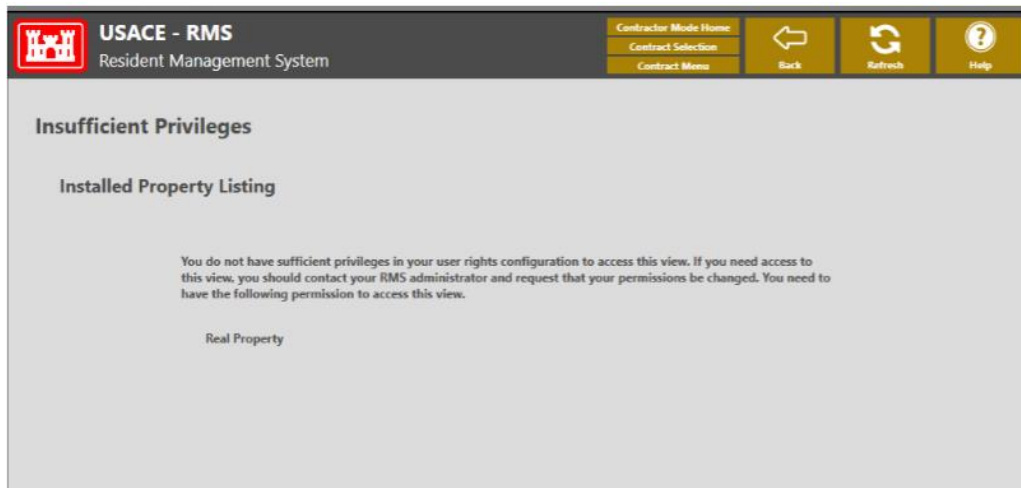 USACE - RMS
Resident Management System
Contractor Mode Home
Contract Selection
Contract Menu
Back
Refresh
Help
Insufficient Privileges
Installed Property Listing
You do not have sufficient privileges in your user rights configuration to access this view. If you need access to
this view, you should contact your RMS administrator and request that your permissions be changed. You need to
have the following permission to access this view.
Real Property